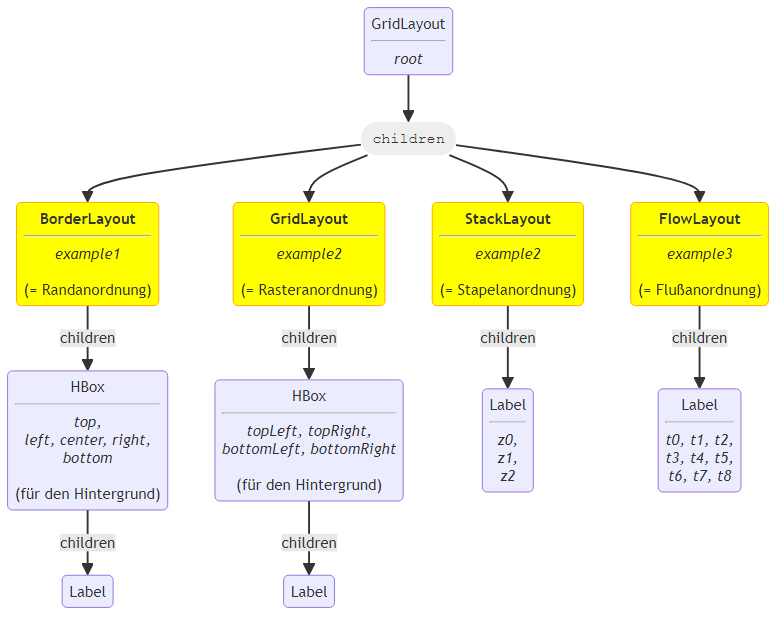 GridLayout
root
children
BorderLayout
example1
(= Randanordnung)
GridLayout
example2
(= Rasteranordnung)
StackLayout
example2
(= Stapelanordnung)
FlowLayout
example3
(= Flußanordnung)
children
children
children
children
HBox
top,
left, center, right,
bottom
(für den Hintergrund)
HBox
topLeft, topRight,
bottomLeft, bottomRight
(für den Hintergrund)
Label
z0,
z1,
z2
Label
t0, t1, t2,
t3, t4, t5,
t6, t7, t8
children
children
Label
Label